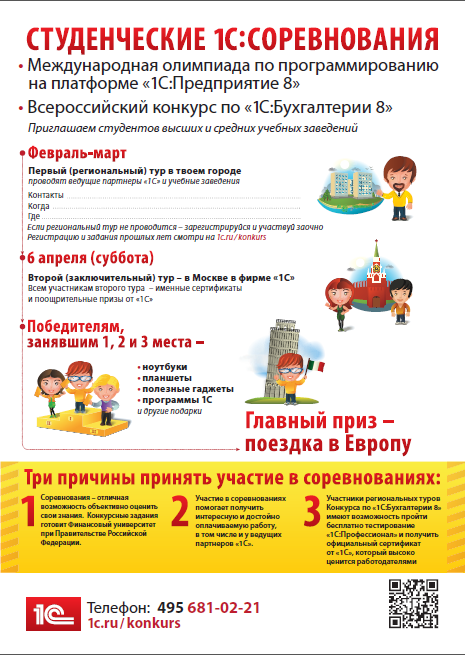 СТУДЕНЧЕСКИЕ 1С:СОРЕВНОВАНИЯ
• Международная олимпиада по программированию
на платформе «1С:Предприятие 8»
• Всероссийский конкурс по «1С:Бухгалтерии 8»
Приглашаем студентов высших и средних учебных заведений
Февраль-март
Первый (региональный) тур в твоем городе
проводят ведущие партнеры «1С» и учебные заведения
Контакты
Когда
Где
Если региональный тур не проводится – зарегистрируйся и участвуй заочно
Регистрацию и задания прошлых лет смотри на 1c.ru/konkurs
6 апреля (суббота)
Второй (заключительный) тур – в Москве в фирме «1С»
Всем участникам второго тура – именные сертификаты
и поощрительные призы от «1С»
Победителям,
занявшим 1, 2 и 3 места –
• ноутбуки
• планшеты
• полезные гаджеты
• программы 1С
и другие подарки
Главный приз –
поездка в Европу
Три причины принять участие в соревнованиях:
1
Соревнования – отличная
возможность объективно оценить
свои знания. Конкурсные задания
готовит Финансовый университет
при Правительстве Российской
Федерации.
2
Участие в соревнованиях
помогает получить
интересную и достойно
оплачиваемую работу,
в том числе и у ведущих
партнеров «1С».
3
Участники региональных туров
Конкурса по «1С:Бухгалтерии 8»
имеют возможность пройти
бесплатно тестирование
«1С:Профессионал» и получить
официальный сертификат
от «1С», который высоко
ценится работодателями
1С
Телефон: 495 681-02-21
1c.ru/konkurs